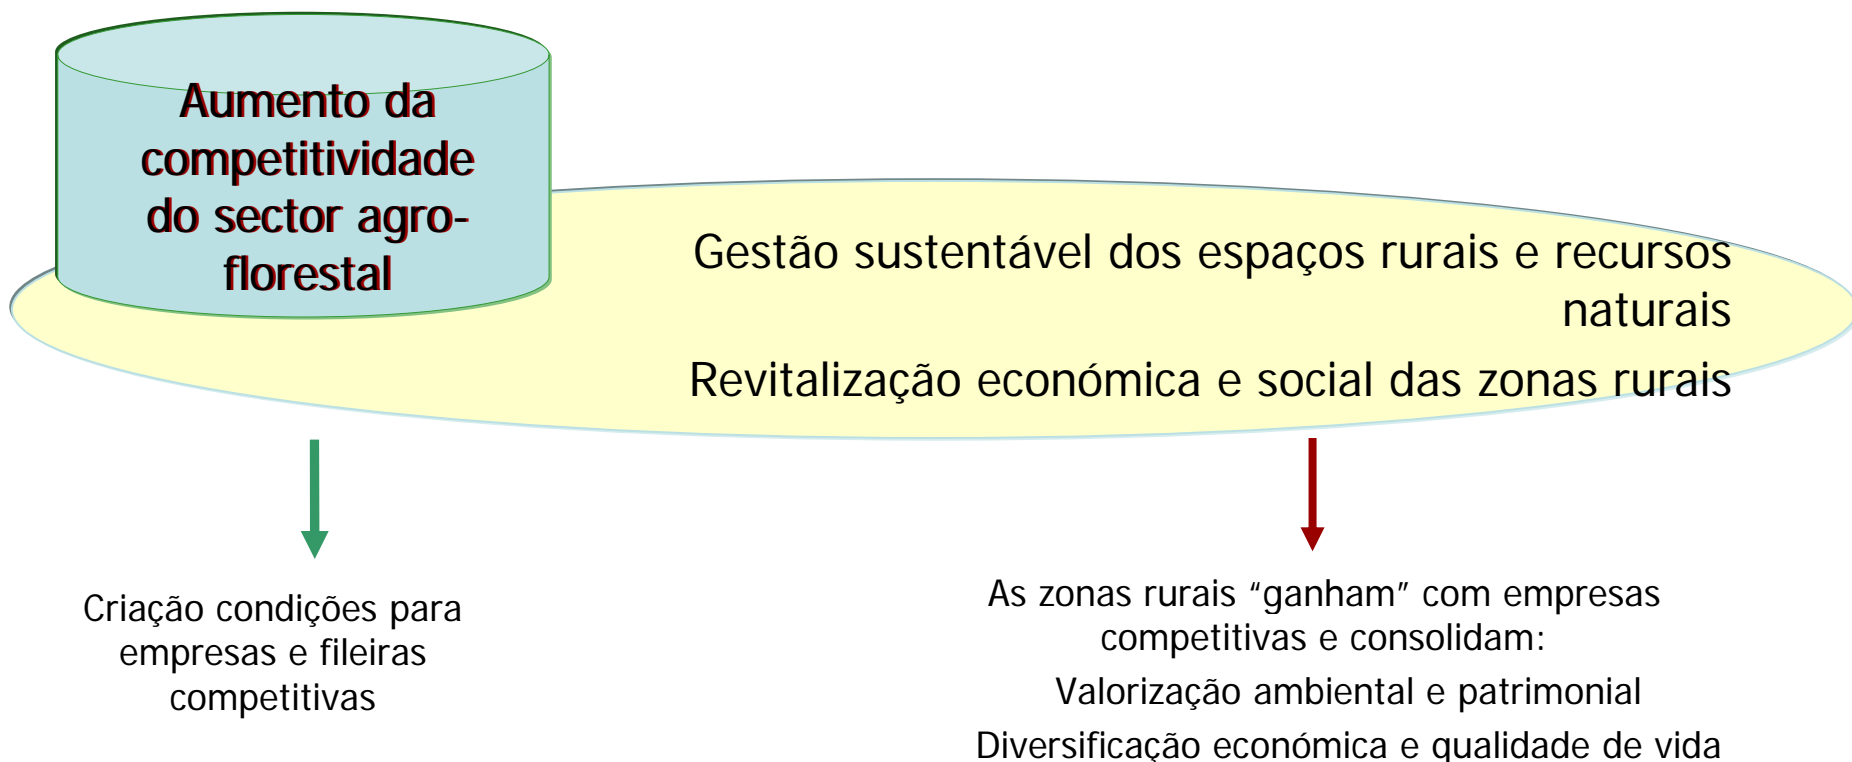 Aumento da
competitividade
do sector agro-
florestal
Gestão sustentável dos espaços rurais e recursos
naturais
Revitalização económica e social das zonas rurais
Criação condições para
empresas e fileiras
competitivas
As zonas rurais “ganham” com empresas
competitivas e consolidam:
Valorização ambiental e patrimonial
Diversificação económica e qualidade de vida